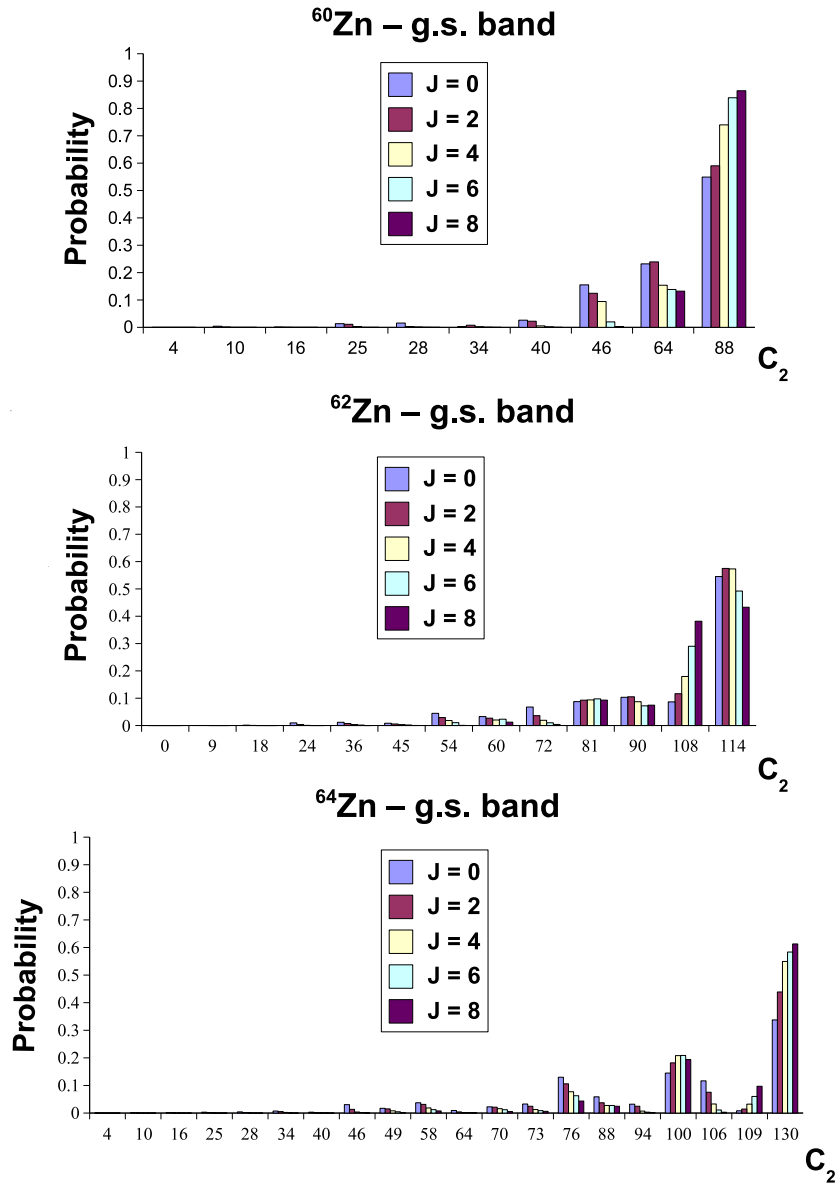 ⁶⁰Zn – g.s. band
Probability
1
0.9
0.8
0.7
0.6
0.5
0.4
0.3
0.2
0.1
0
J = 0
J = 2
J = 4
J = 6
J = 8
4 10 16 25 28 34 40 46 64 88
C₂
⁶²Zn – g.s. band
Probability
1
0.9
0.8
0.7
0.6
0.5
0.4
0.3
0.2
0.1
0
J = 0
J = 2
J = 4
J = 6
J = 8
0 9 18 24 36 45 54 60 72 81 90 108 114
C₂
⁶⁴Zn – g.s. band
Probability
1
0.9
0.8
0.7
0.6
0.5
0.4
0.3
0.2
0.1
0
J = 0
J = 2
J = 4
J = 6
J = 8
4 10 16 25 28 34 40 46 49 58 64 70 73 76 88 94 100 106 109 130
C₂